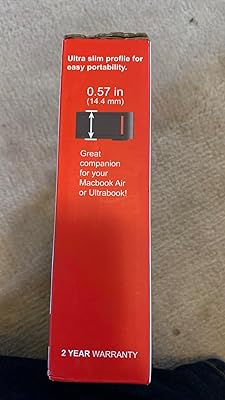 Ultra slim profile for
easy portability.
0.57 in
(14.4 mm)
Great
companion
for your
Macbook Air
or Ultrabook!
2 YEAR WARRANTY